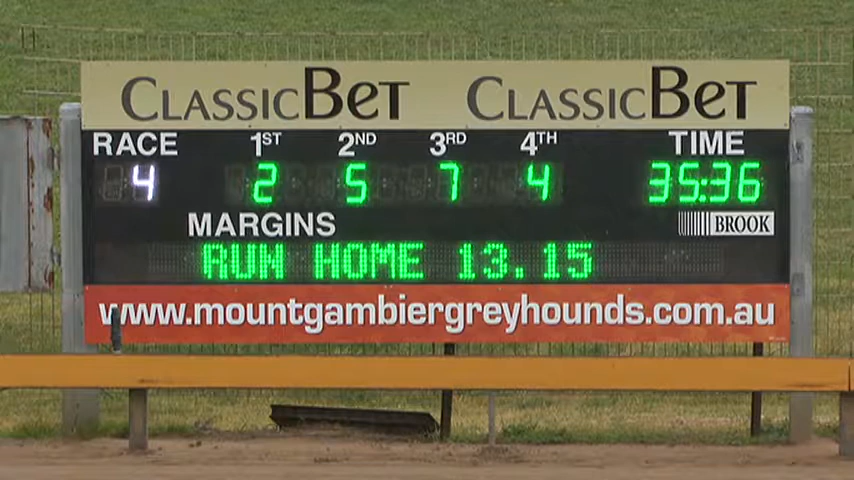 CLASSICBET CLASSICBET
RACE 1ST 2ND 3RD 4TH TIME
4 2 5 7 4 35:36
MARGINS BROOK
RUN HOME 13.15
www.mountgambiergreyhounds.com.au